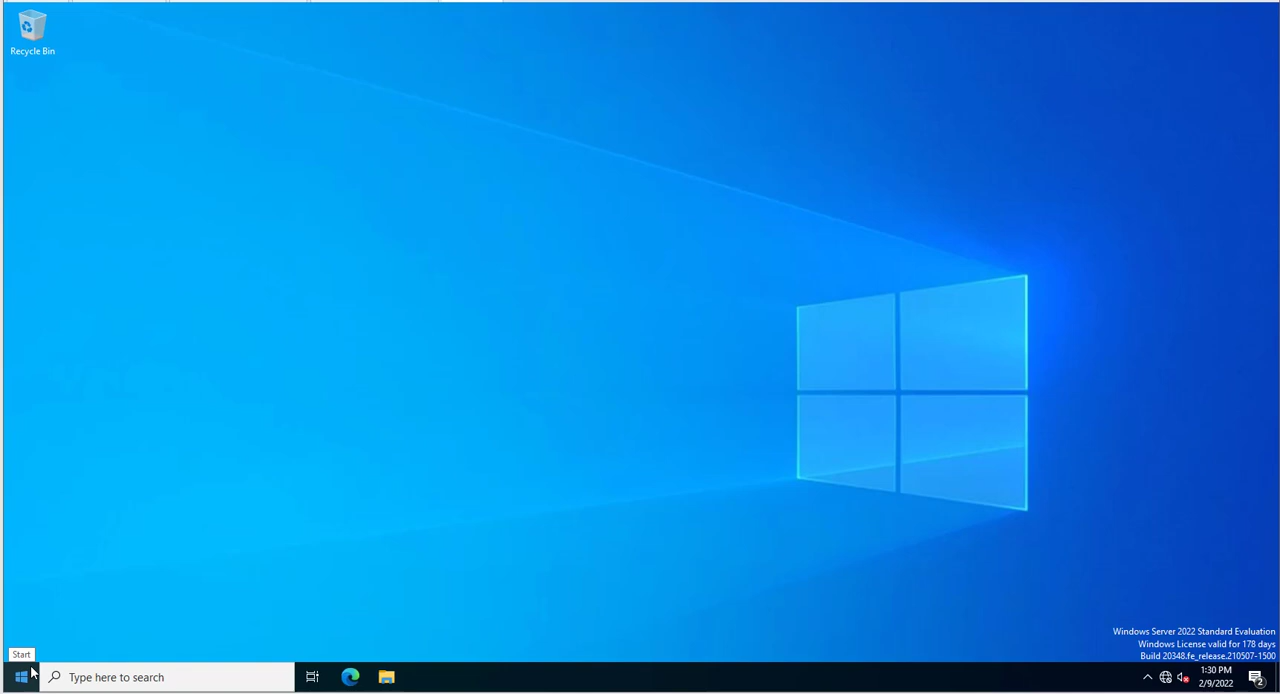 Recycle Bin
Windows Server 2022 Standard Evaluation
Windows License valid for 178 days
Build 20348.fe_release.210507-1500
Start
Type here to search
1:30 PM
2/9/2022
2